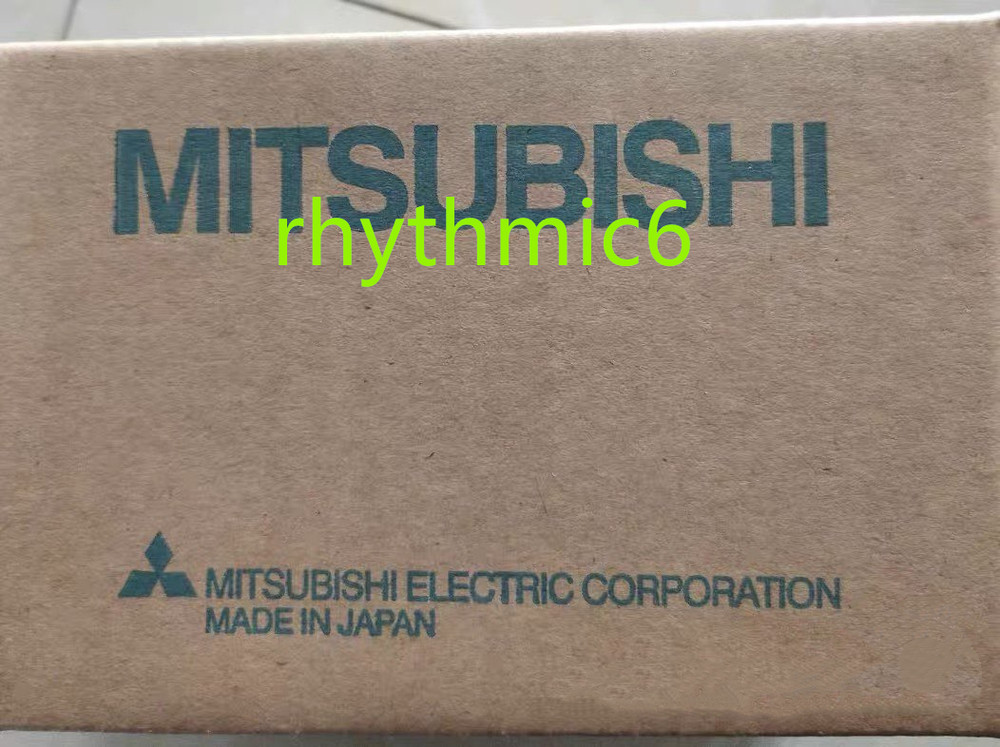 MITSUBISHI
rhythmic6
MITSUBISHI ELECTRIC CORPORATION
MADE IN JAPAN